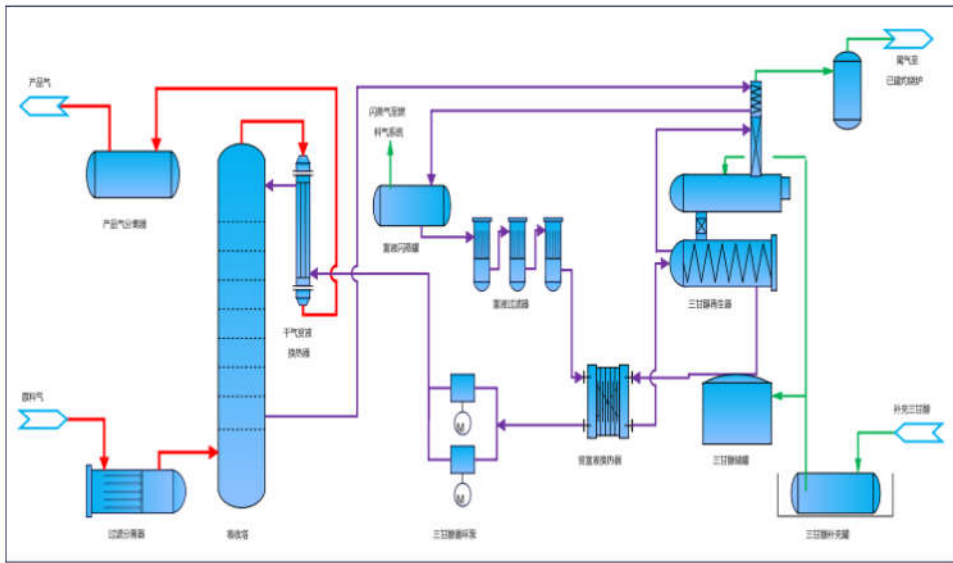 产品气
产品气分离器
原料气
过滤分离器
吸收塔
干气贫液
换热器
闪蒸气至燃
料气系统
富液闪蒸罐
富液过滤器
M
M
三甘醇循环泵
贫富液换热器
三甘醇再生器
三甘醇储罐
尾气至
已建灼烧炉
补充三甘醇
三甘醇补充罐